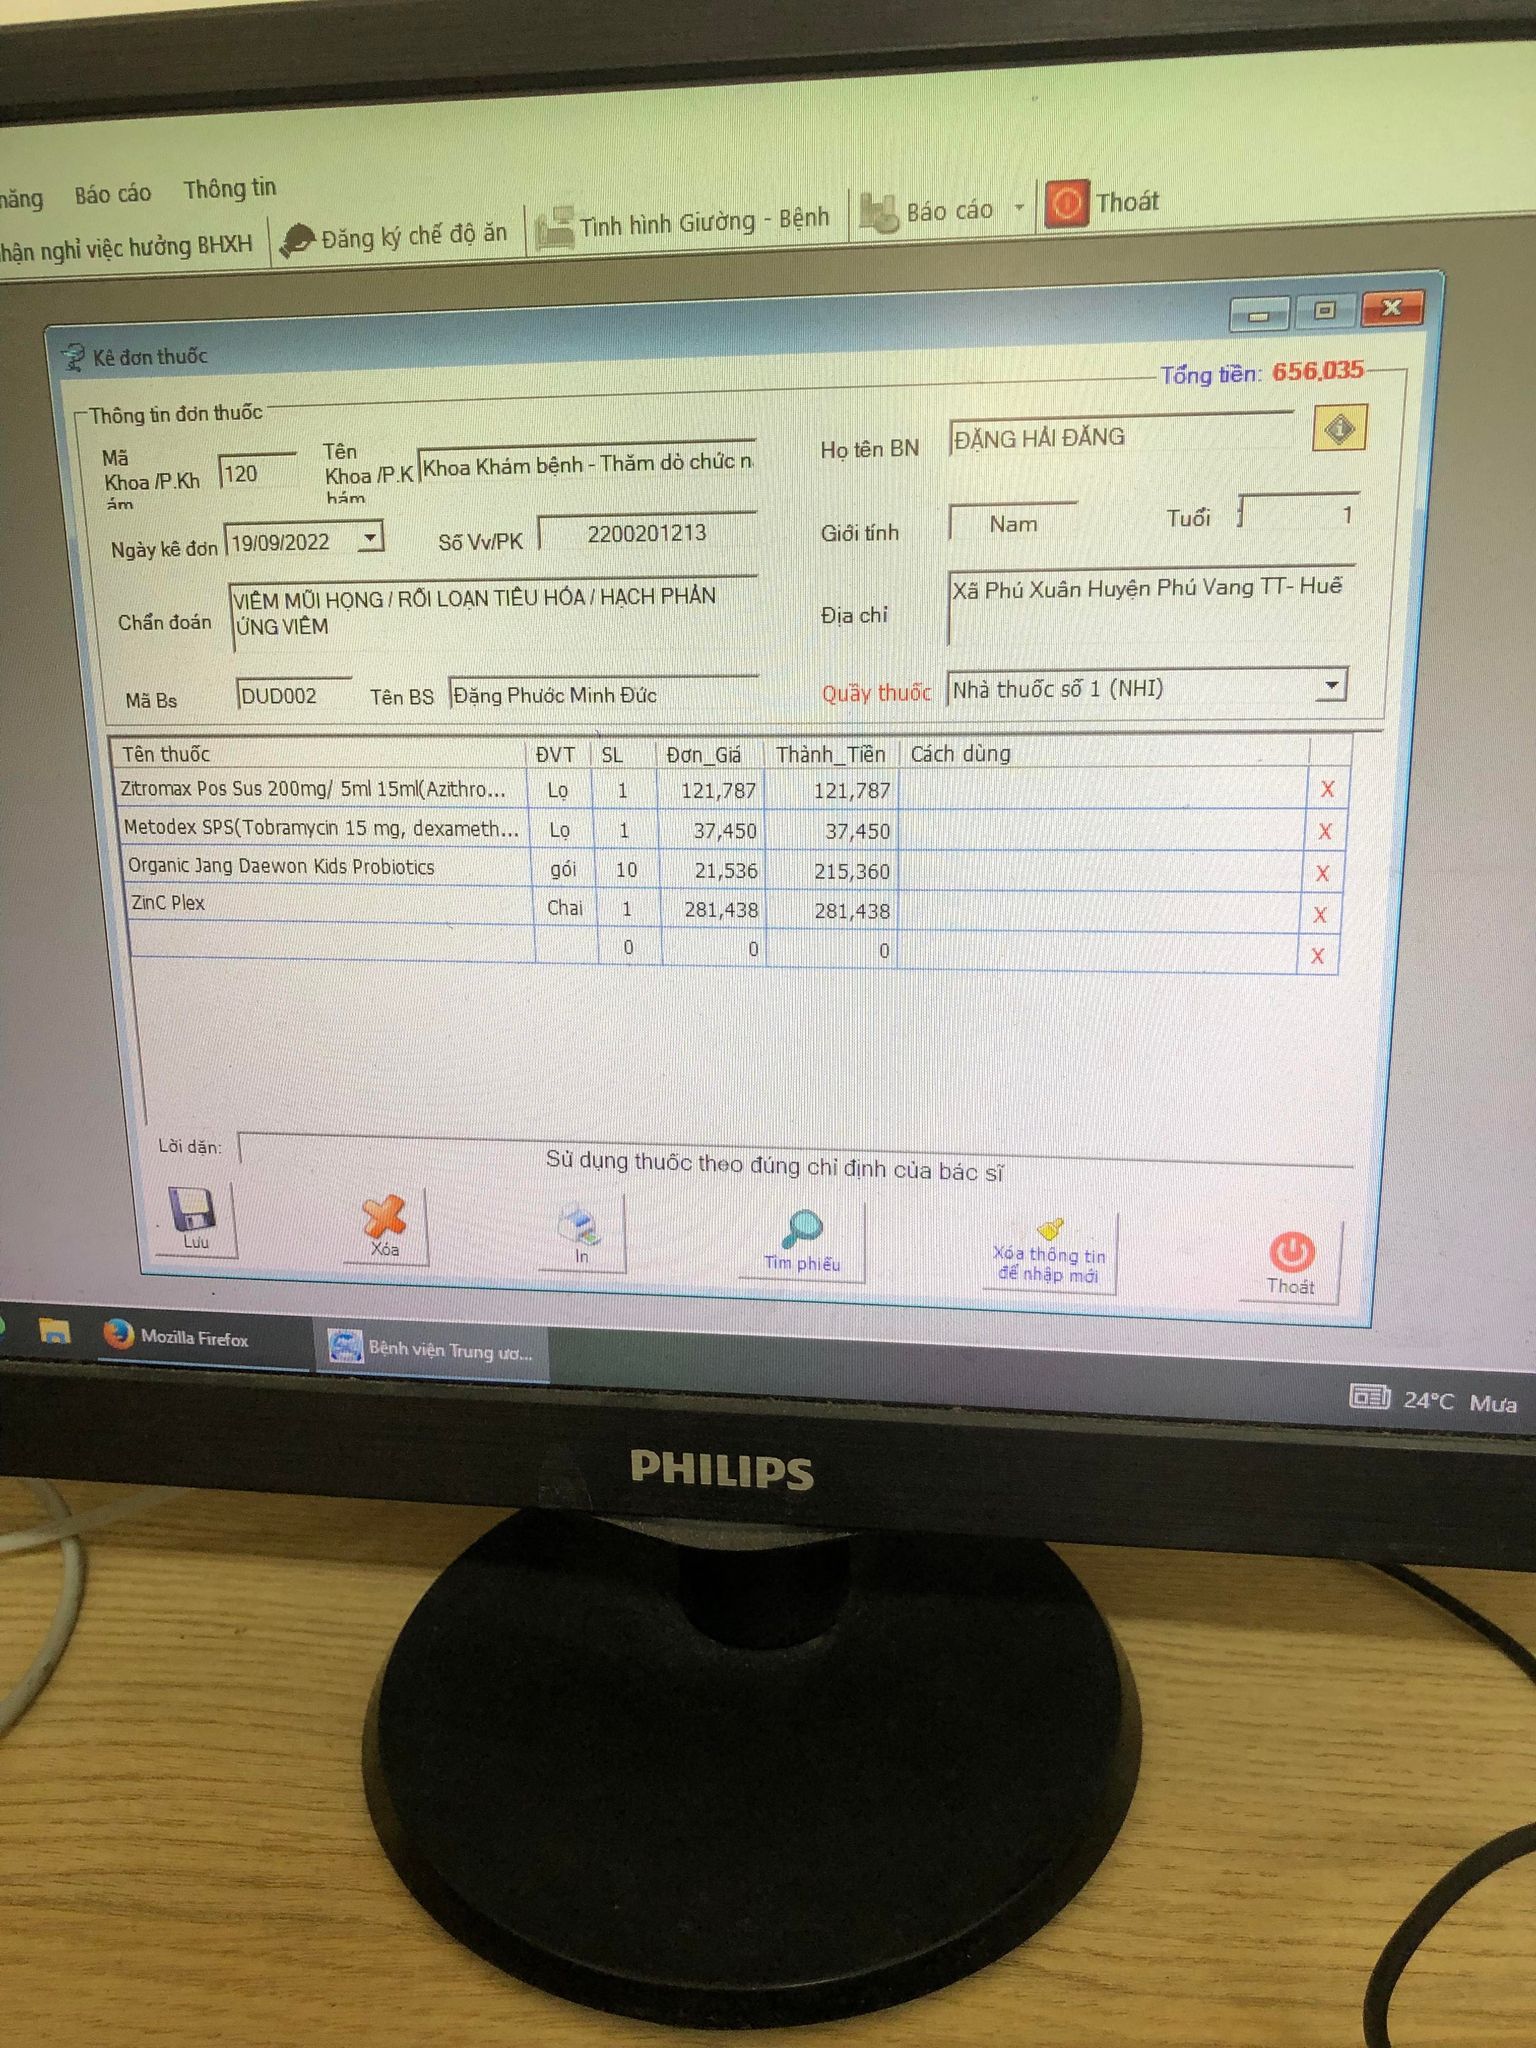 năng Báo cáo Thông tin
nhận nghỉ việc hưởng BHXH Đăng ký chế độ ăn Tình hình Giường - Bệnh Báo cáo Thoát
Kê đơn thuốc
Tổng tiền: 656,035
Thông tin đơn thuốc
Mã Khoa /P.Khám 120 Tên Khoa /P.Khám Khoa Khám bệnh - Thăm dò chức n
Họ tên BN ĐẶNG HẢI ĐĂNG
Ngày kê đơn 19/09/2022 Số Vv/PK 2200201213
Giới tính Nam Tuổi 1
Chẩn đoán VIÊM MŨI HỌNG / RỐI LOẠN TIÊU HÓA / HẠCH PHẢN
ỨNG VIÊM
Địa chỉ Xã Phú Xuân Huyện Phú Vang TT- Huế
Mã Bs DUD002 Tên BS Đặng Phước Minh Đức
Quầy thuốc Nhà thuốc số 1 (NHI)
Tên thuốc ĐVT SL Đơn_Giá Thành_Tiền Cách dùng
Zitromax Pos Sus 200mg/ 5ml 15ml(Azithro... Lọ 1 121,787 121,787 X
Metodex SPS(Tobramycin 15 mg, dexameth... Lọ 1 37,450 37,450 X
Organic Jang Daewon Kids Probiotics gói 10 21,536 215,360 X
ZinC Plex Chai 1 281,438 281,438 X
0 0 0 X
Lời dặn: Sử dụng thuốc theo đúng chỉ định của bác sĩ
Lưu Xóa In Tìm phiếu Xóa thông tin
để nhập mới Thoát
Mozilla Firefox Bệnh viện Trung ươ... 24°C Mưa
PHILIPS